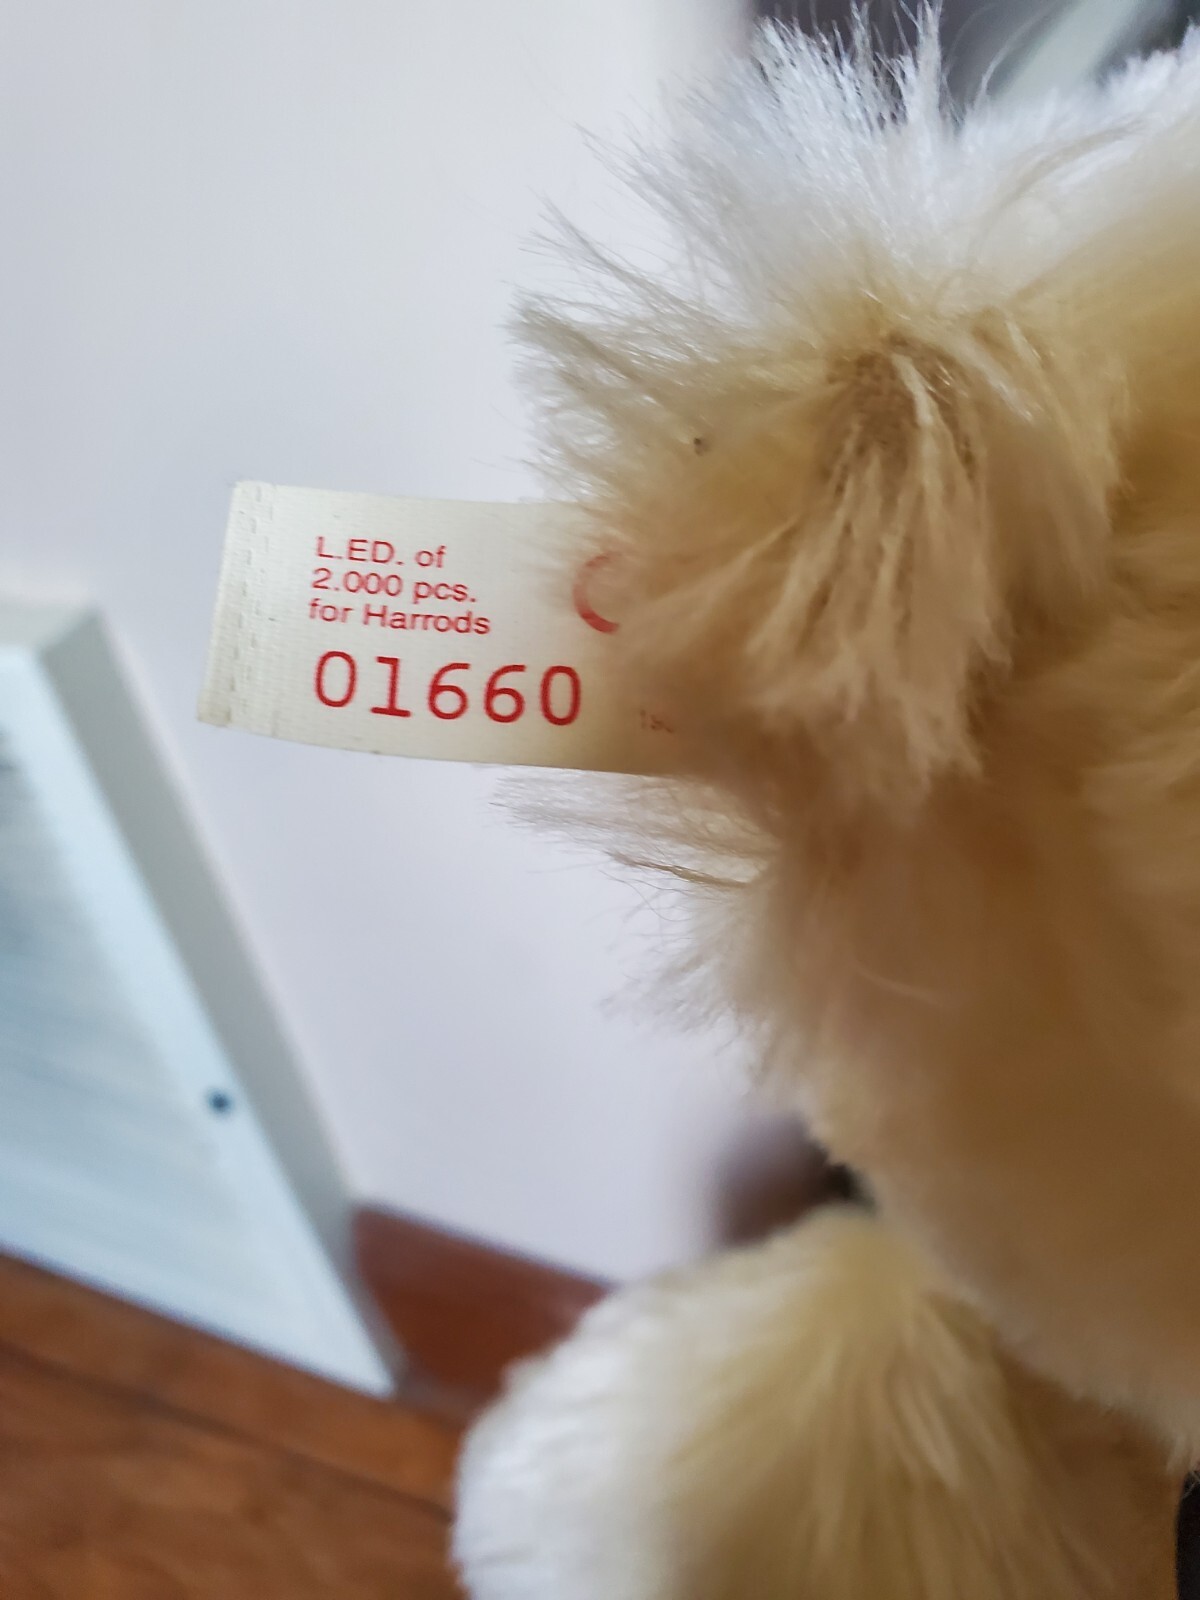 L.ED. of
2.000 pcs.
for Harrods
01660